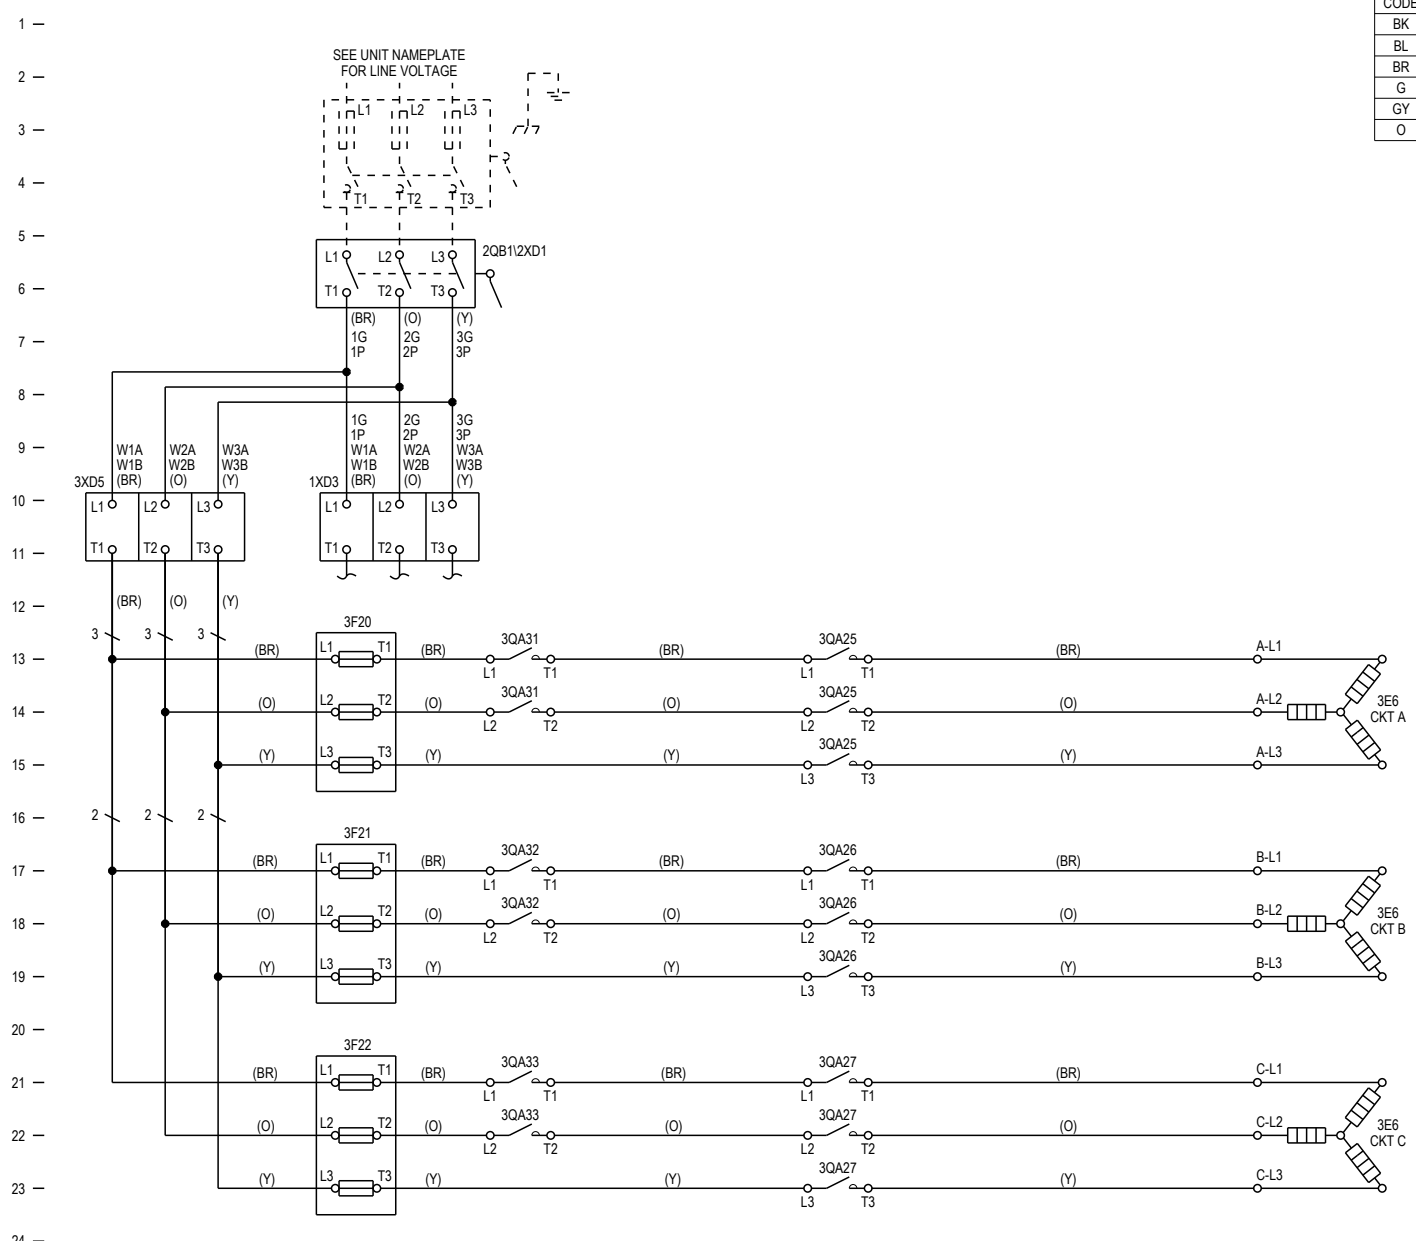 CODE
1
BK
SEE UNIT NAMEPLATE
FOR LINE VOLTAGE
BL
2
BR
G
L1 L2 L3
GY
3
O
4
T1 T2 T3
5
2QB1\2XD1
L1 L2 L3
6
T1 T2 T3
(BR) (O) (Y)
7
1G 2G 3G
1P 2P 3P
8
1G 2G 3G
1P 2P 3P
9
W1A W2A W3A W1A W2A W3A
W1B W2B W3B W1B W2B W3B
3XD5 (BR) (O) (Y) 1XD3 (BR) (O) (Y)
10
L1 L2 L3 L1 L2 L3
T1 T2 T3 T1 T2 T3
11
12
(BR) (O) (Y)
3F20
3 3 3
3QA31 3QA25
L1 T1 A-L1
13
(BR) (BR) (BR) (BR)
L1 T1 L1 T1
3QA31 3QA25
L2 T2 A-L2
14
(O) (O) (O) (O)
3E6
CKT A
L2 T2 L2 T2
3QA25
L3 T3 A-L3
15
(Y) (Y) (Y) (Y)
L3 T3
16
2 2 2
3F21
3QA32 3QA26
L1 T1 B-L1
17
(BR) (BR) (BR) (BR)
L1 T1 L1 T1
3QA32 3QA26
L2 T2 B-L2
18
(O) (O) (O) (O)
3E6
CKT B
L2 T2 L2 T2
3QA26
L3 T3 B-L3
19
(Y) (Y) (Y) (Y)
L3 T3
20
3F22
3QA33 3QA27
L1 T1 C-L1
21
(BR) (BR) (BR) (BR)
L1 T1 L1 T1
3QA33 3QA27
L2 T2 C-L2
22
(O) (O) (O) (O)
3E6
CKT C
L2 T2 L2 T2
3QA27
L3 T3 C-L3
23
(Y) (Y) (Y) (Y)
L3 T3
24